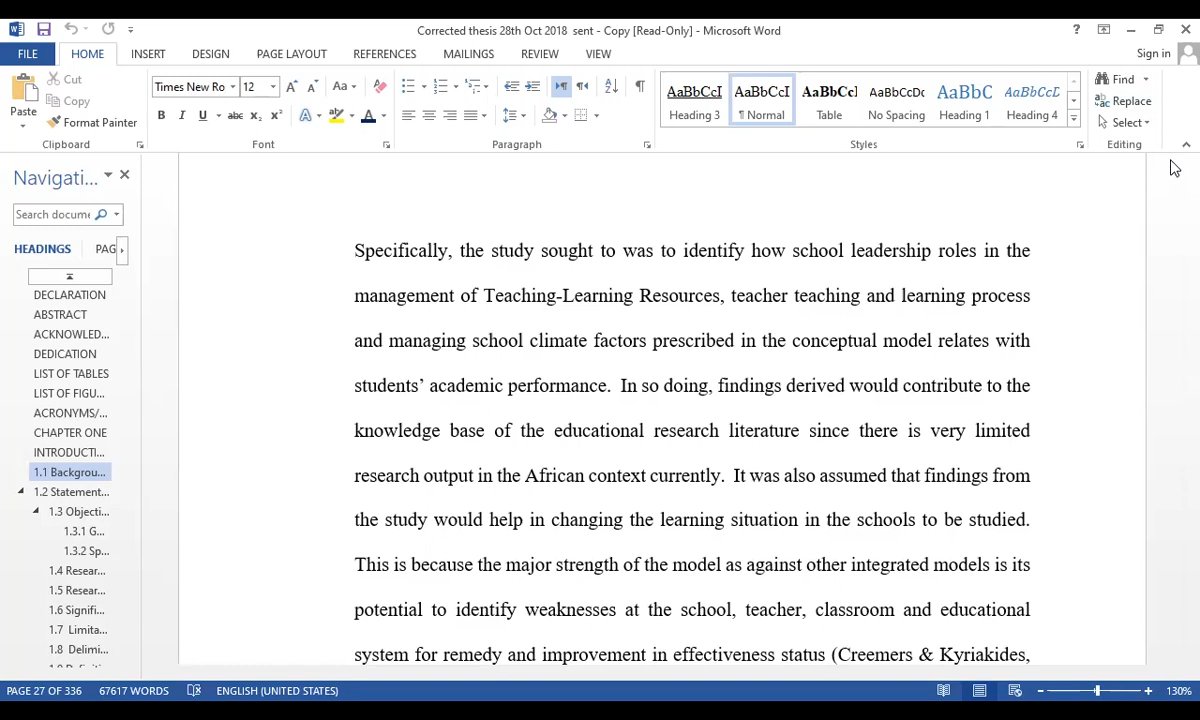 Corrected thesis 28th Oct 2018 sent - Copy [Read-Only] - Microsoft Word
FILE HOME INSERT DESIGN PAGE LAYOUT REFERENCES MAILINGS REVIEW VIEW Sign in
Cut
Copy
Format Painter
Paste
Times New Ro 12 Aa
B I U abc x₂ x² A ab A
AaBbCcI AaBbCcI AaBbCcI AaBbCcDc AaBbC AaBbCcD
Heading 3 ¶ Normal Table No Spacing Heading 1 Heading 4
Find
Replace
Select
Clipboard Font Paragraph Styles Editing
Navigati...
Search docume
HEADINGS PAG
DECLARATION
ABSTRACT
ACKNOWLED...
DEDICATION
LIST OF TABLES
LIST OF FIGU...
ACRONYMS/...
CHAPTER ONE
INTRODUCTI...
1.1 Backgrou...
1.2 Statement...
1.3 Objecti...
1.3.1 G...
1.3.2 Sp...
1.4 Resear...
1.5 Resear...
1.6 Signifi...
1.7 Limita...
1.8 Delimi...
Specifically, the study sought to was to identify how school leadership roles in the
management of Teaching-Learning Resources, teacher teaching and learning process
and managing school climate factors prescribed in the conceptual model relates with
students’ academic performance. In so doing, findings derived would contribute to the
knowledge base of the educational research literature since there is very limited
research output in the African context currently. It was also assumed that findings from
the study would help in changing the learning situation in the schools to be studied.
This is because the major strength of the model as against other integrated models is its
potential to identify weaknesses at the school, teacher, classroom and educational
system for remedy and improvement in effectiveness status (Creemers & Kyriakides,
PAGE 27 OF 336 67617 WORDS ENGLISH (UNITED STATES) 130%